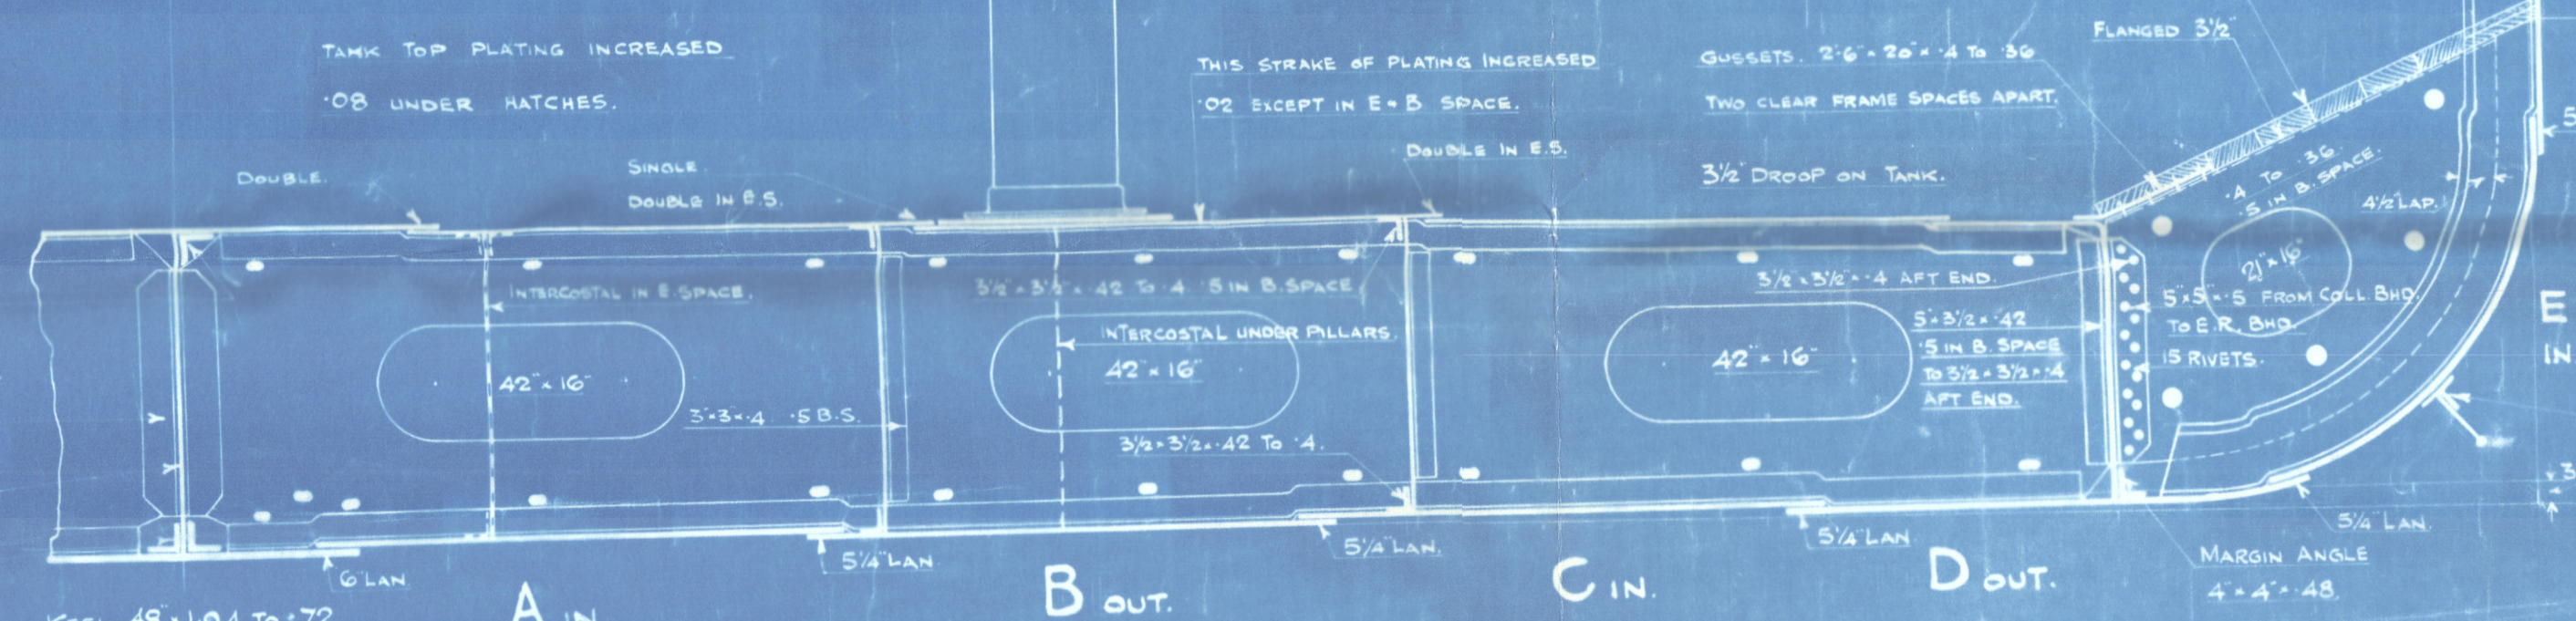 TANK TOP PLATING INCREASED
·08 UNDER HATCHES.
THIS STRAKE OF PLATING INCREASED
·02 EXCEPT IN E & B SPACE.
GUSSETS. 2'·6" × 20" × ·4 TO ·36
TWO CLEAR FRAME SPACES APART.
FLANGED 3½"
DOUBLE.
SINGLE.
DOUBLE IN E.S.
DOUBLE IN E.S.
3½" DROOP ON TANK.
·4 TO ·36.
·5 IN B. SPACE.
4½" LAP.
INTERCOSTAL IN E. SPACE.
3½" × 3½" × ·42 TO ·4. ·5 IN B. SPACE.
3½" × 3½" × ·4 AFT END.
21" × 16"
5" × 5" × ·5 FROM COLL. BHD.
TO E.R. BHD.
15 RIVETS.
INTERCOSTAL UNDER PILLARS.
5" × 3½ × ·42
·5 IN B. SPACE
TO 3½ × 3½ × ·4
AFT END.
42" × 16"
42" × 16"
42" × 16"
3" × 3" × ·4. ·5 B.S.
3½ × 3½ × ·42 TO ·4.
E
IN
6" LAN.
5¼" LAN.
5¼" LAN.
5¼" LAN.
5¼" LAN.
MARGIN ANGLE
4" × 4" × ·48.
A IN
B OUT.
C IN.
D OUT.